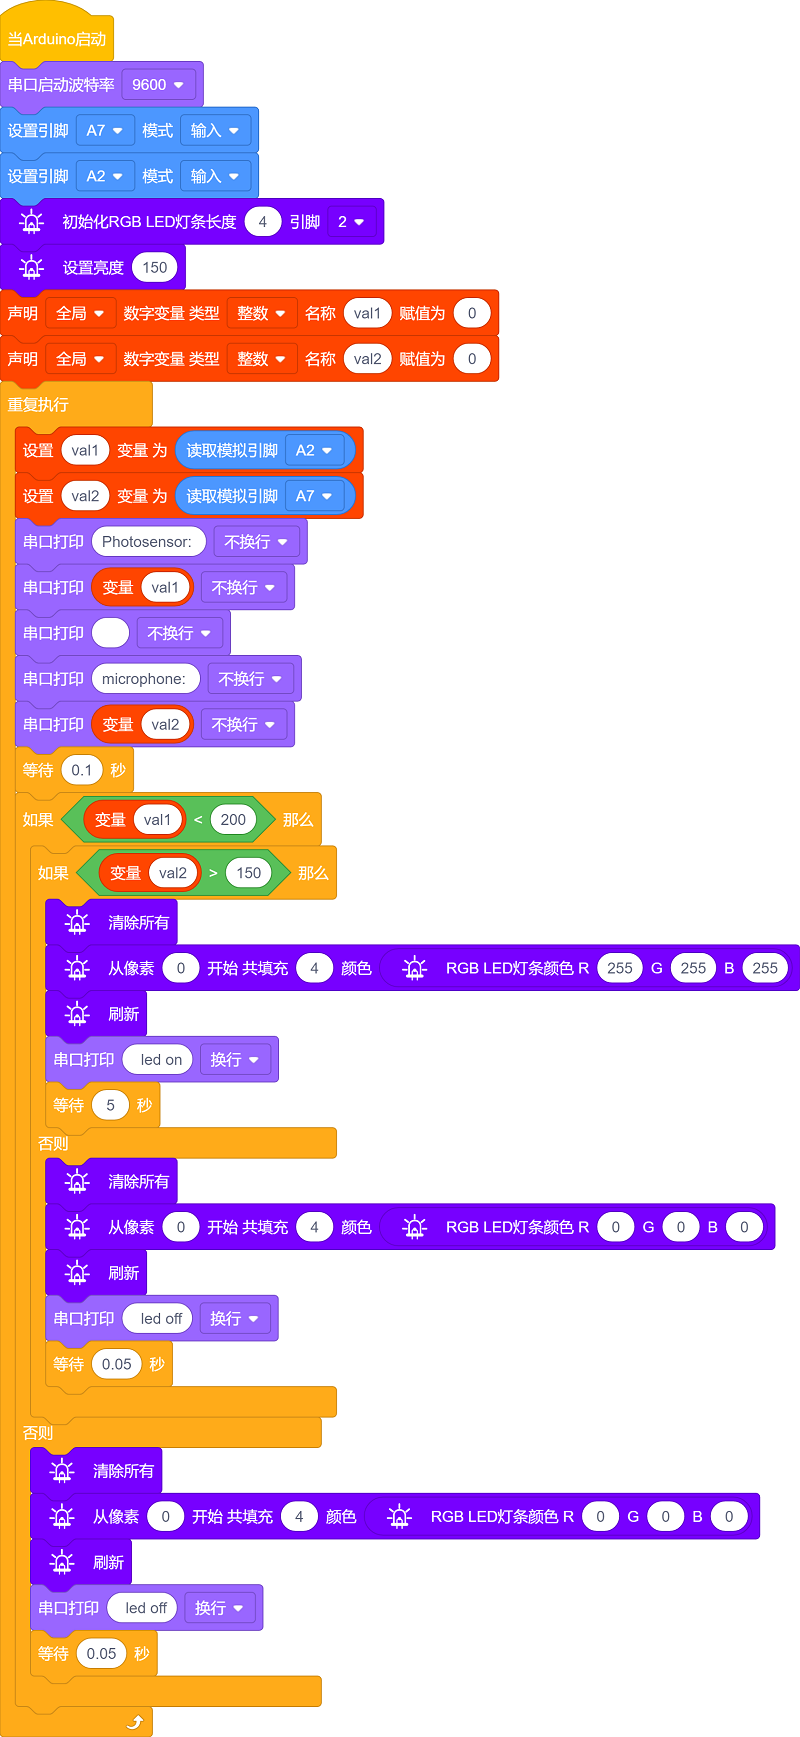 当Arduino启动
串口启动波特率 9600
设置引脚 A7 模式 输入
设置引脚 A2 模式 输入
初始化RGB LED灯条长度 4 引脚 2
设置亮度 150
声明 全局 数字变量 类型 整数 名称 val1 赋值为 0
声明 全局 数字变量 类型 整数 名称 val2 赋值为 0
重复执行
设置 val1 变量 为 读取模拟引脚 A2
设置 val2 变量 为 读取模拟引脚 A7
串口打印 Photosensor: 不换行
串口打印 变量 val1 不换行
串口打印 不换行
串口打印 microphone: 不换行
串口打印 变量 val2 不换行
等待 0.1 秒
如果 变量 val1 < 200 那么
如果 变量 val2 > 150 那么
清除所有
从像素 0 开始 共填充 4 颜色 RGB LED灯条颜色 R 255 G 255 B 255
刷新
串口打印 led on 换行
等待 5 秒
否则
清除所有
从像素 0 开始 共填充 4 颜色 RGB LED灯条颜色 R 0 G 0 B 0
刷新
串口打印 led off 换行
等待 0.05 秒
否则
清除所有
从像素 0 开始 共填充 4 颜色 RGB LED灯条颜色 R 0 G 0 B 0
刷新
串口打印 led off 换行
等待 0.05 秒